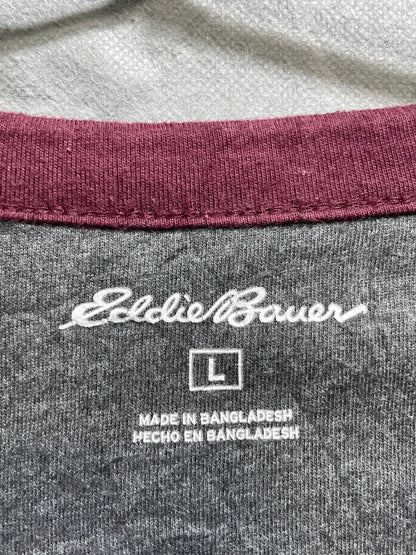 Eddie Bauer
L
MADE IN BANGLADESH
HECHO EN BANGLADESH